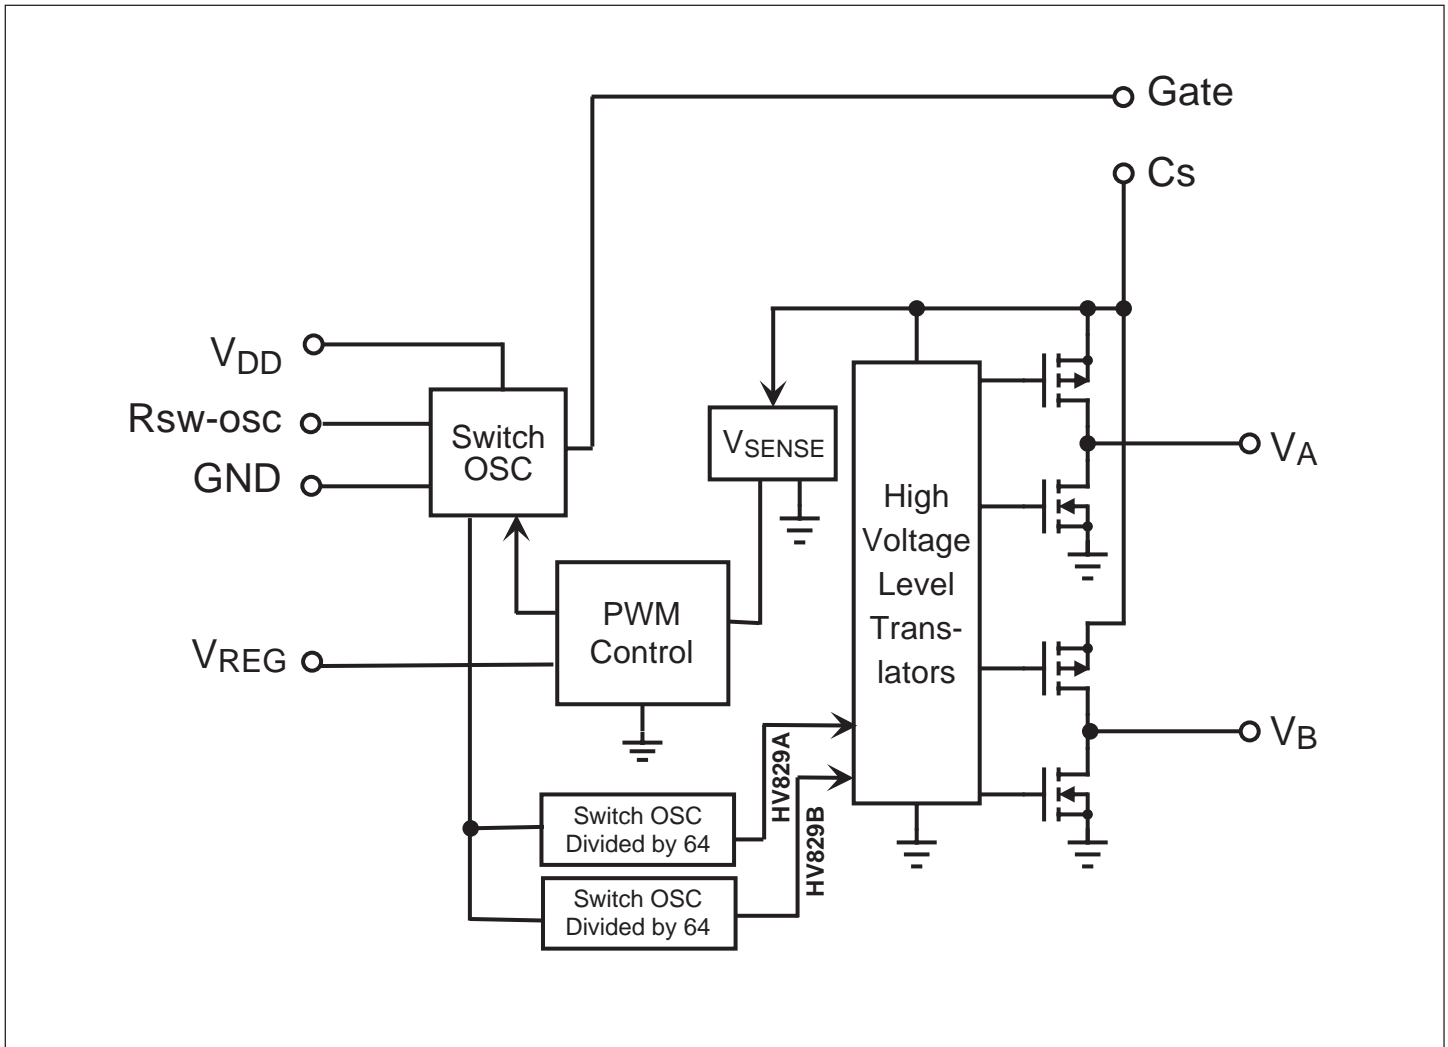 Gate
Cs
VDD
Rsw-osc
GND
Switch
OSC
VSENSE
VA
High
Voltage
Level
Trans-
lators
PWM
Control
VREG
VB
HV829A
HV829B
Switch OSC
Divided by 64
Switch OSC
Divided by 64